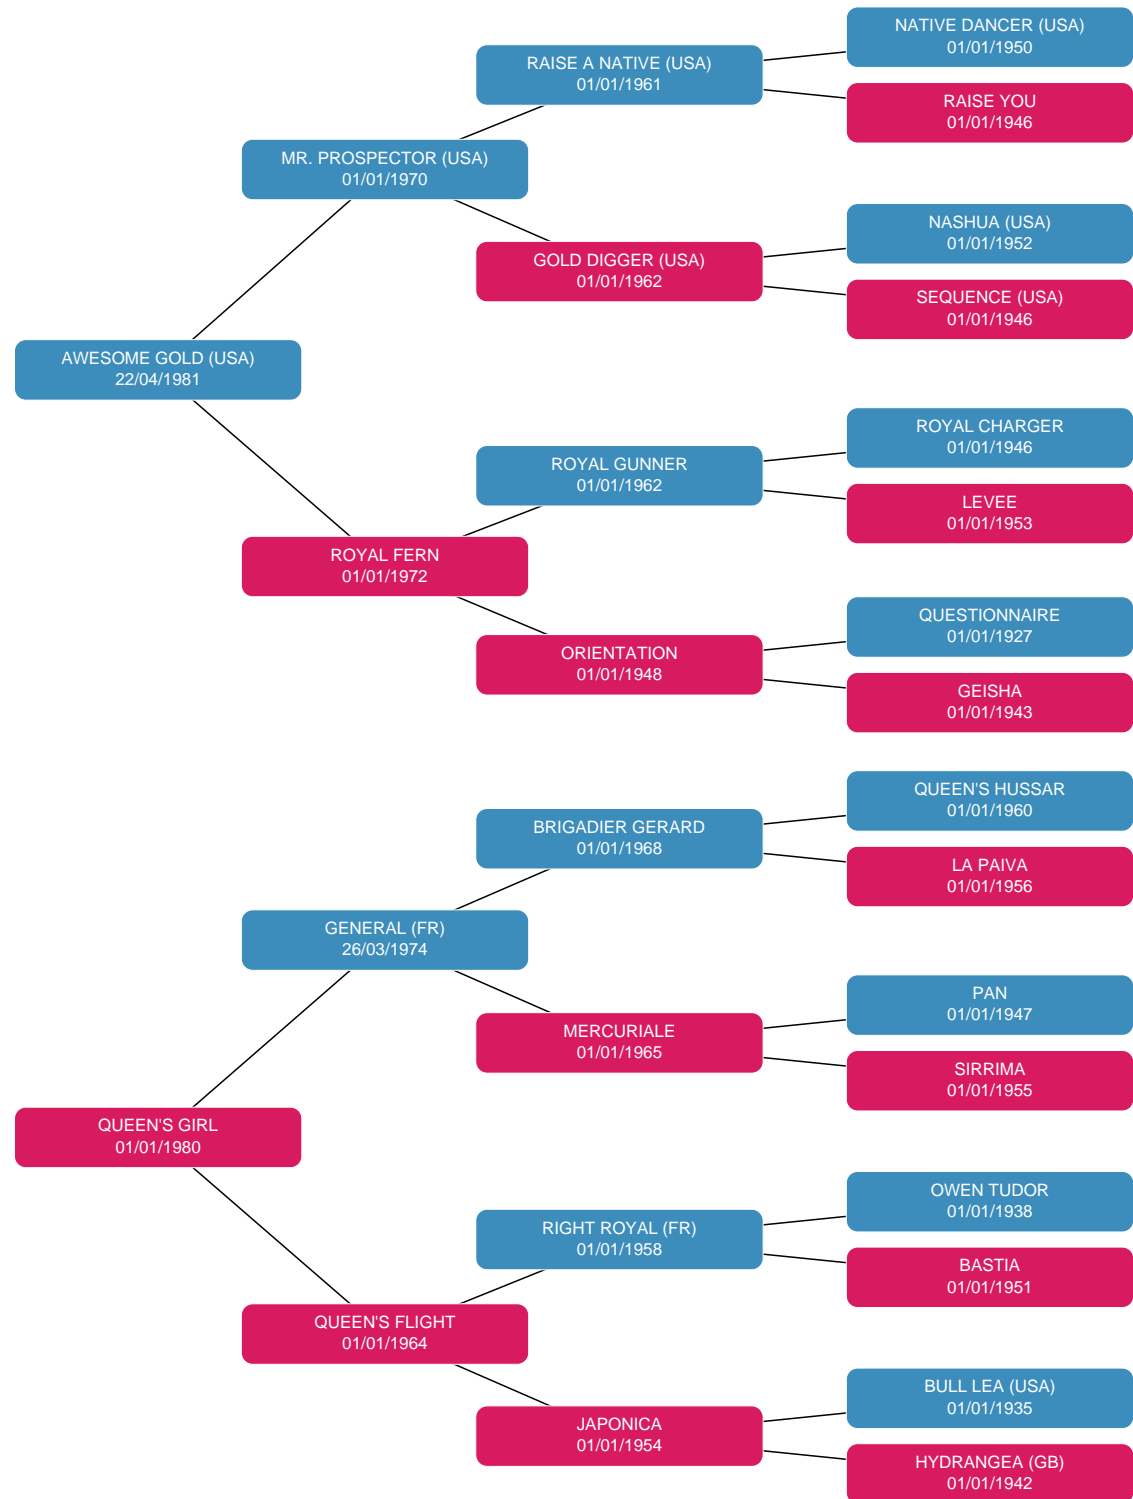 NATIVE DANCER (USA)
01/01/1950
RAISE A NATIVE (USA)
01/01/1961
RAISE YOU
01/01/1946
MR. PROSPECTOR (USA)
01/01/1970
NASHUA (USA)
01/01/1952
GOLD DIGGER (USA)
01/01/1962
SEQUENCE (USA)
01/01/1946
AWESOME GOLD (USA)
22/04/1981
ROYAL CHARGER
01/01/1946
ROYAL GUNNER
01/01/1962
LEVEE
01/01/1953
ROYAL FERN
01/01/1972
QUESTIONNAIRE
01/01/1927
ORIENTATION
01/01/1948
GEISHA
01/01/1943
QUEEN'S HUSSAR
01/01/1960
BRIGADIER GERARD
01/01/1968
LA PAIVA
01/01/1956
GENERAL (FR)
26/03/1974
PAN
01/01/1947
MERCURIALE
01/01/1965
SIRRIMA
01/01/1955
QUEEN'S GIRL
01/01/1980
OWEN TUDOR
01/01/1938
RIGHT ROYAL (FR)
01/01/1958
BASTIA
01/01/1951
QUEEN'S FLIGHT
01/01/1964
BULL LEA (USA)
01/01/1935
JAPONICA
01/01/1954
HYDRANGEA (GB)
01/01/1942